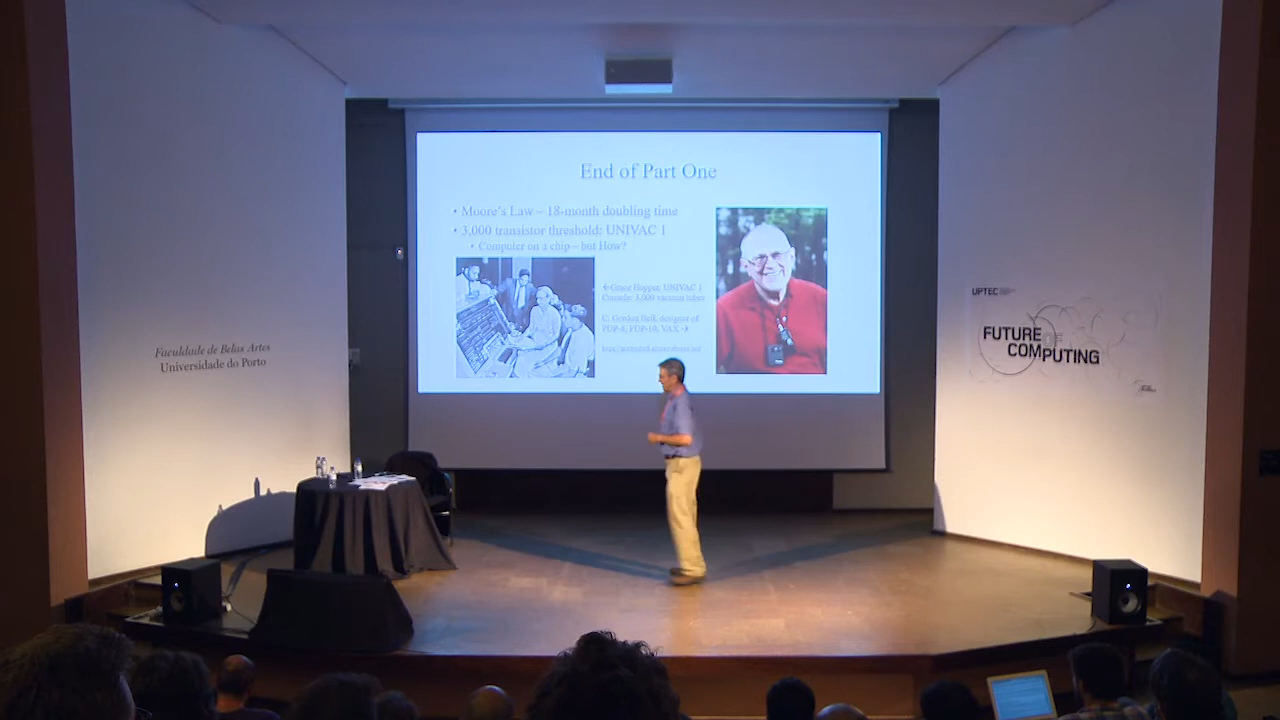 End of Part One
• Moore's Law – 18-month doubling time
• 3,000 transistor threshold: UNIVAC 1
• Computer on a chip – but How?
←Grace Hopper, UNIVAC 1
Console: 3,000 vacuum tubes
C. Gordon Bell, designer of
PDP-6, PDP-10, VAX→
Faculdade de Belas Artes
Universidade do Porto
UPTEC
FUTURE OF
COMPUTING